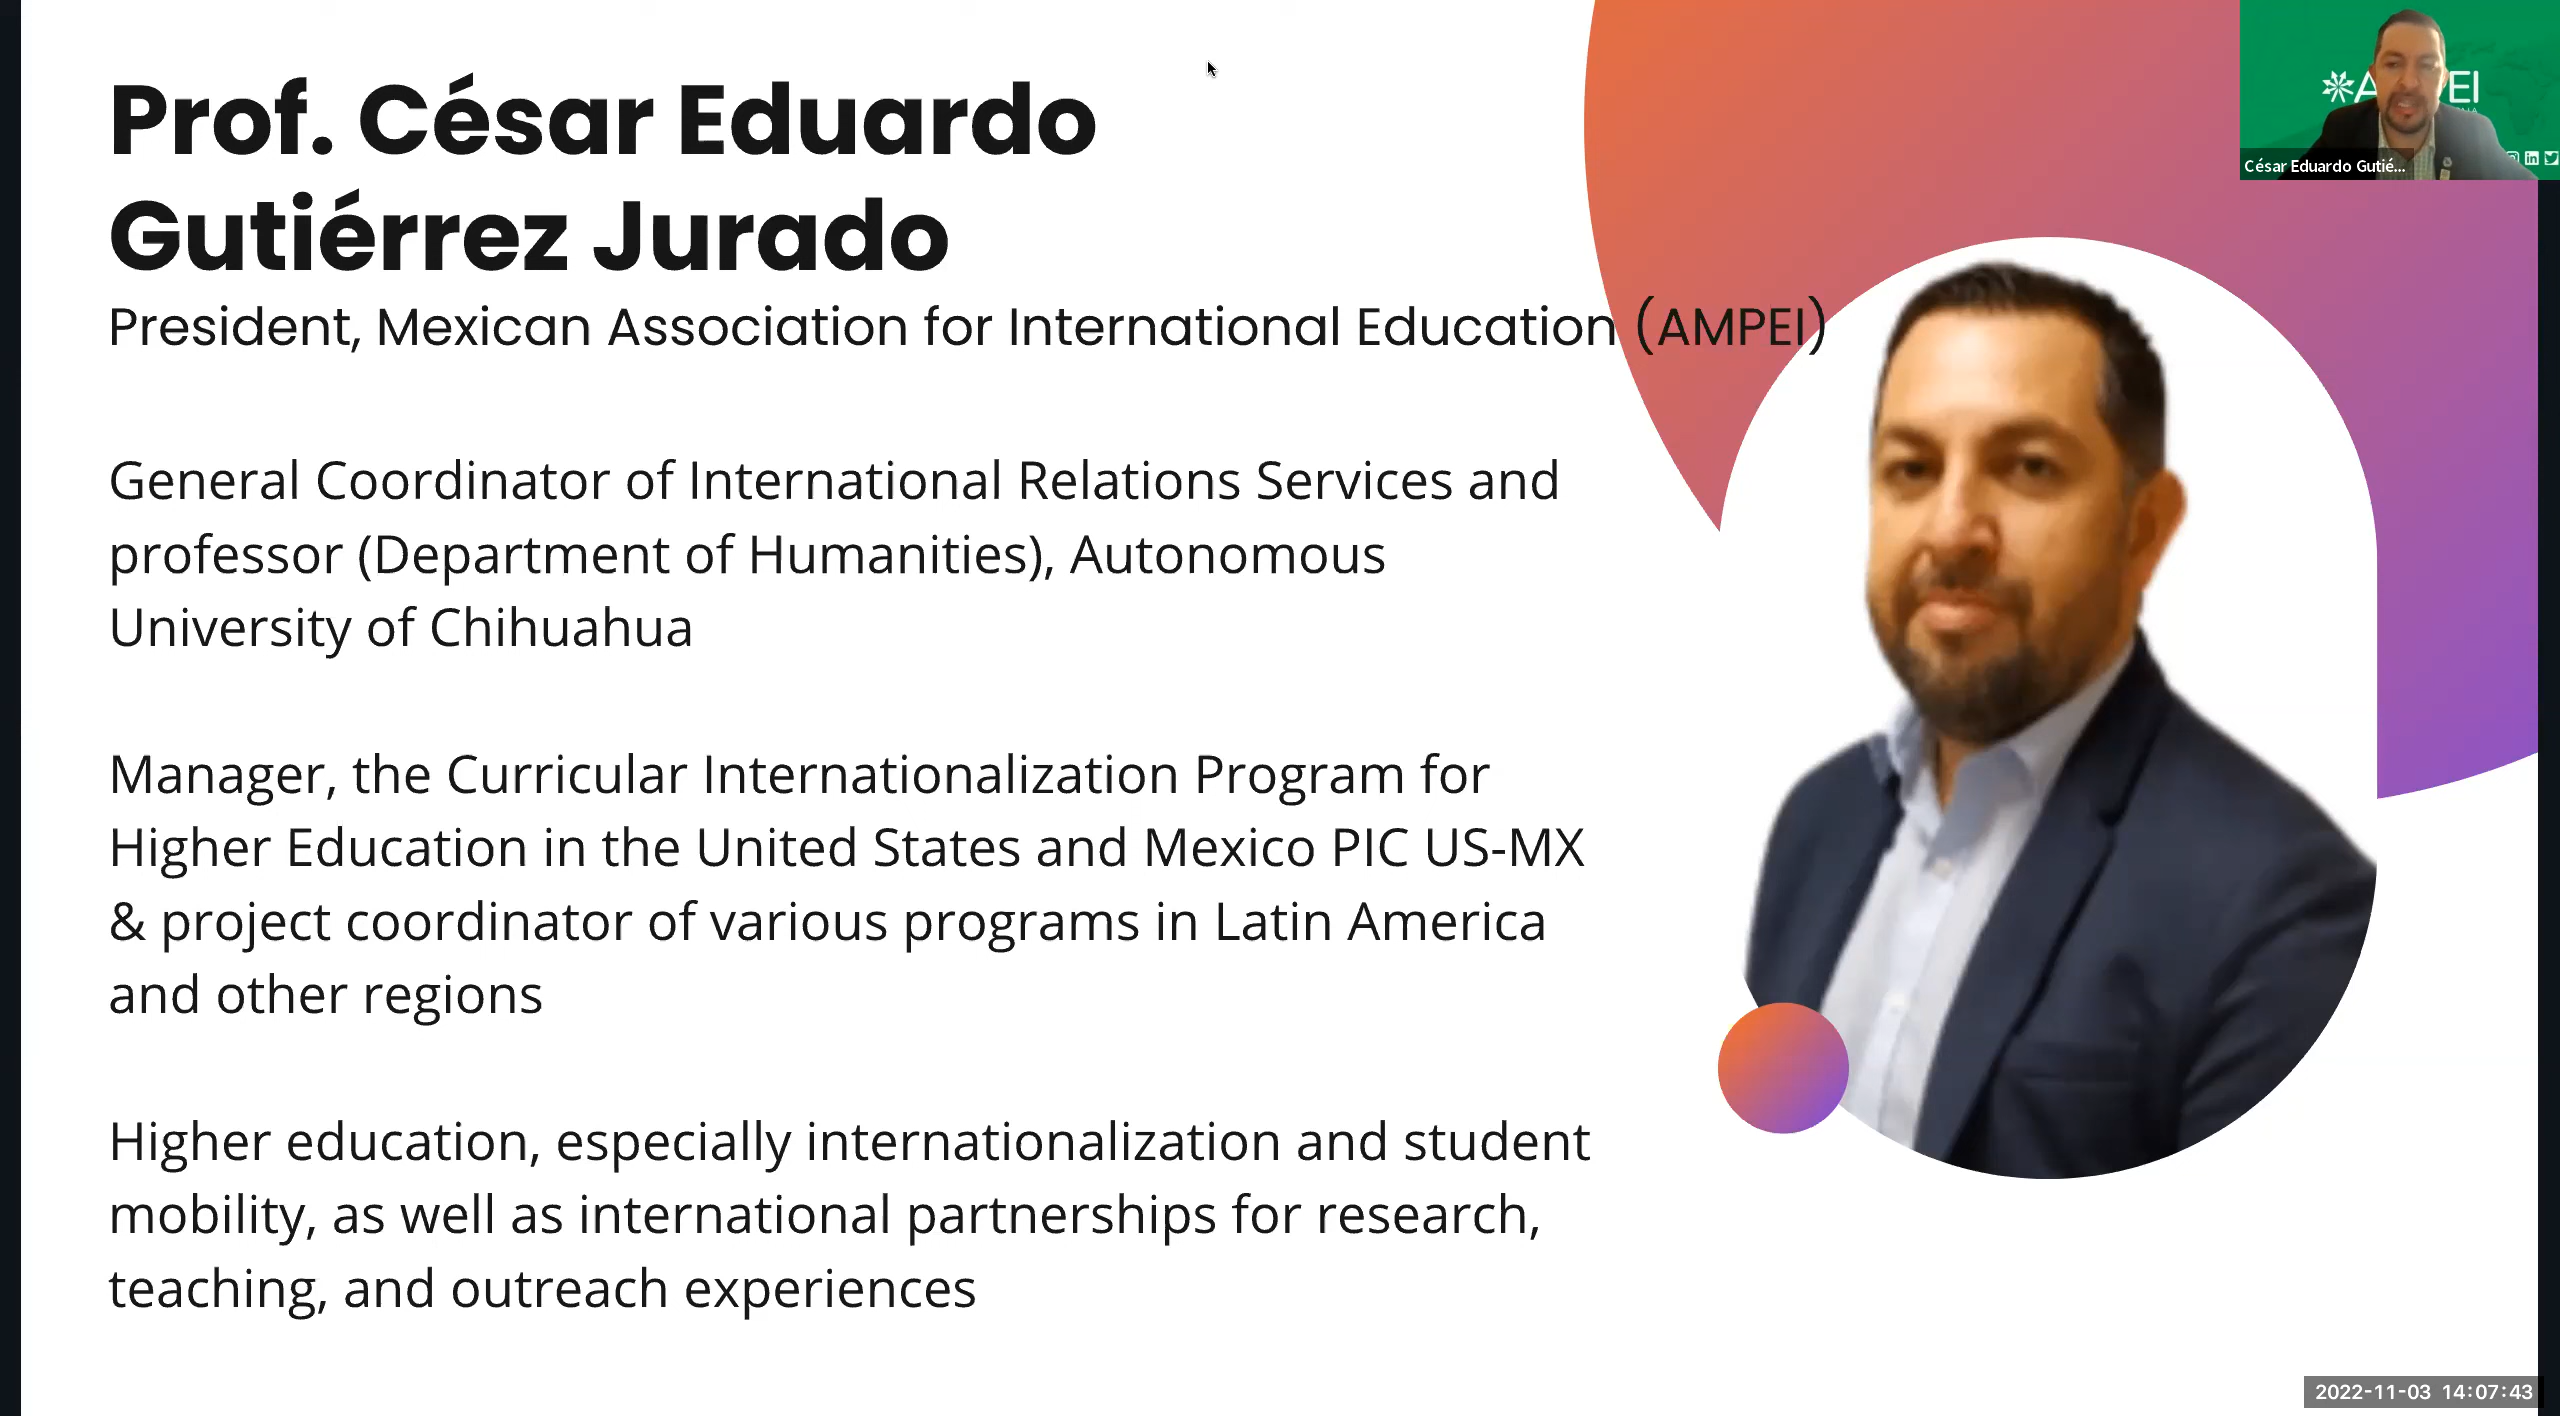 Prof. César Eduardo
Gutiérrez Jurado
President, Mexican Association for International Education (AMPEI)
General Coordinator of International Relations Services and
professor (Department of Humanities), Autonomous
University of Chihuahua
Manager, the Curricular Internationalization Program for
Higher Education in the United States and Mexico PIC US-MX
& project coordinator of various programs in Latin America
and other regions
Higher education, especially internationalization and student
mobility, as well as international partnerships for research,
teaching, and outreach experiences
César Eduardo Gutié...
2022-11-03 14:07:43